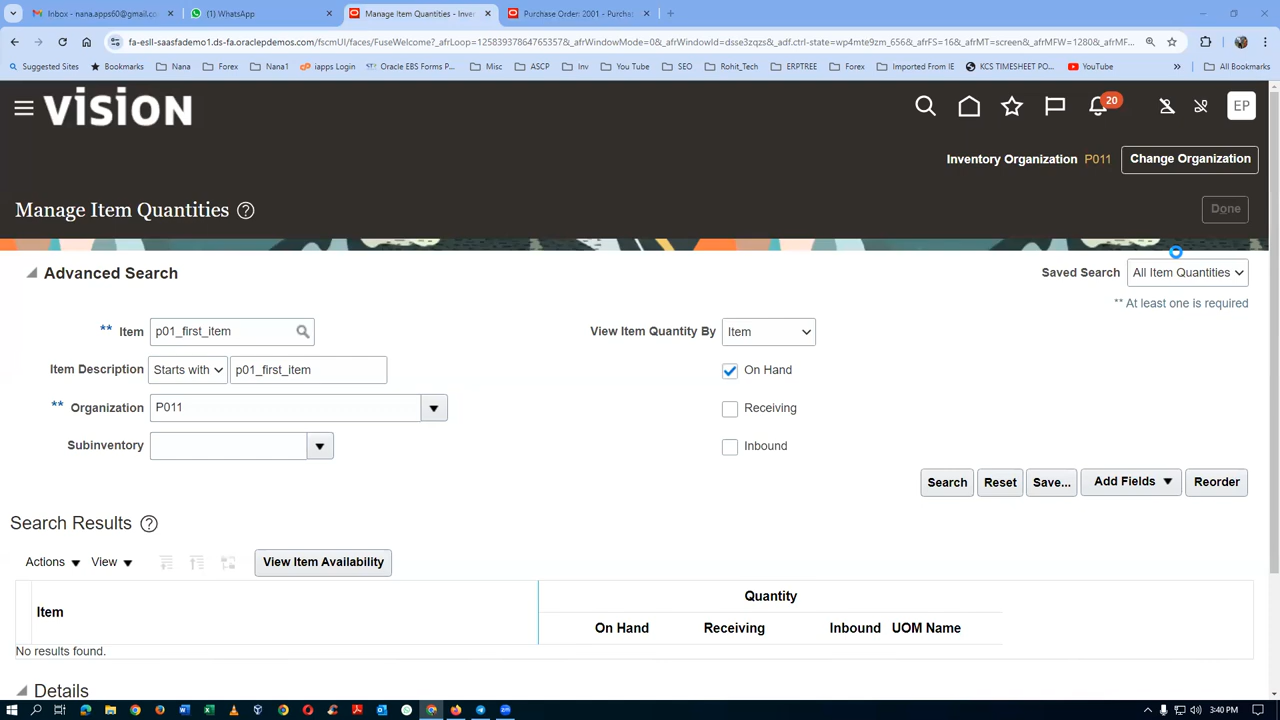 Inbox - nana.apps60@gmail.co
(1) WhatsApp
Manage Item Quantities - Inve
Purchase Order: 2001 - Purchas
fa-esll-saasfademo1.ds-fa.oraclepdemos.com/fscmUI/faces/FuseWelcome?_afrLoop=12583937864765357&_afrWindowMode=0&_afrWindowId=dsse3zqzs&_adf.ctrl-state=wp4mte9zm_656&_afrFS=16&_afrMT=screen&_afrMFW=1280&_afrMF...
Suggested Sites Bookmarks Nana Forex Nana1 iapps Login Oracle EBS Forms P... Misc ASCP Inv You Tube SEO Rohit_Tech ERPTREE Forex Imported From IE KCS TIMESHEET PO... YouTube » All Bookmarks
vision
20
EP
Inventory Organization P011 Change Organization
Manage Item Quantities ? Done
Advanced Search
Saved Search All Item Quantities
** At least one is required
** Item p01_first_item
View Item Quantity By Item
Item Description Starts with p01_first_item
On Hand
** Organization P011
Receiving
Subinventory
Inbound
Search Reset Save... Add Fields Reorder
Search Results ?
Actions View View Item Availability
Item
Quantity
On Hand Receiving Inbound UOM Name
No results found.
Details
3:40 PM